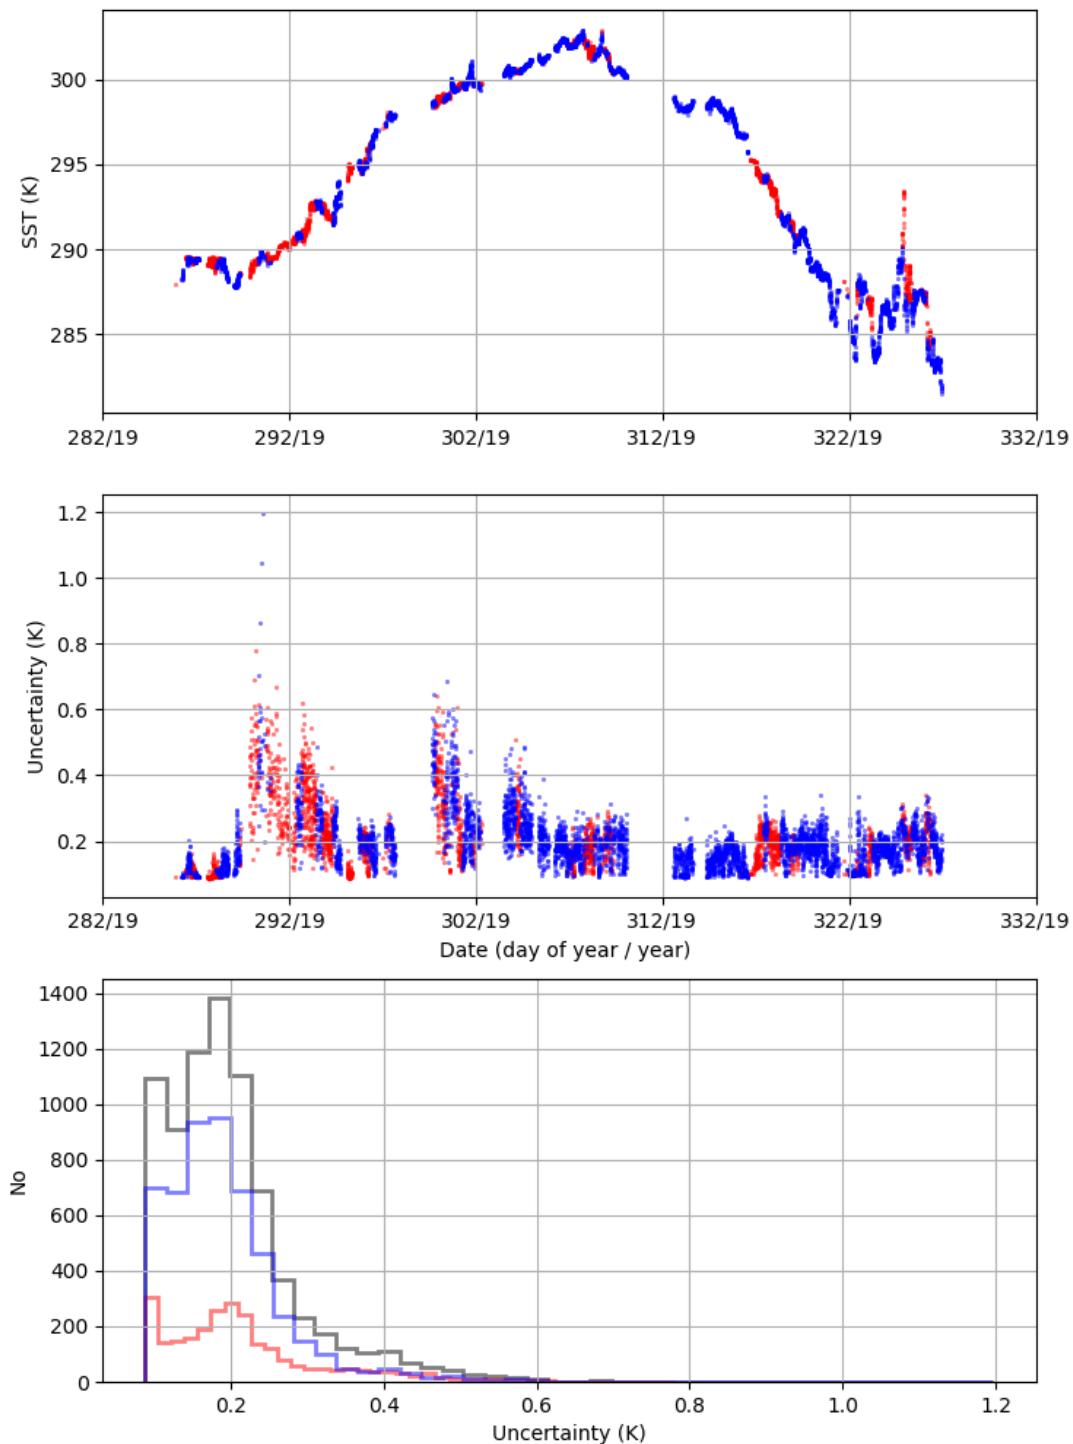 300
295
290
285
SST (K)
282/19 292/19 302/19 312/19 322/19 332/19
1.2
1.0
0.8
0.6
0.4
0.2
Uncertainty (K)
282/19 292/19 302/19 312/19 322/19 332/19
Date (day of year / year)
1400
1200
1000
800
600
400
200
0
No
0.2 0.4 0.6 0.8 1.0 1.2
Uncertainty (K)